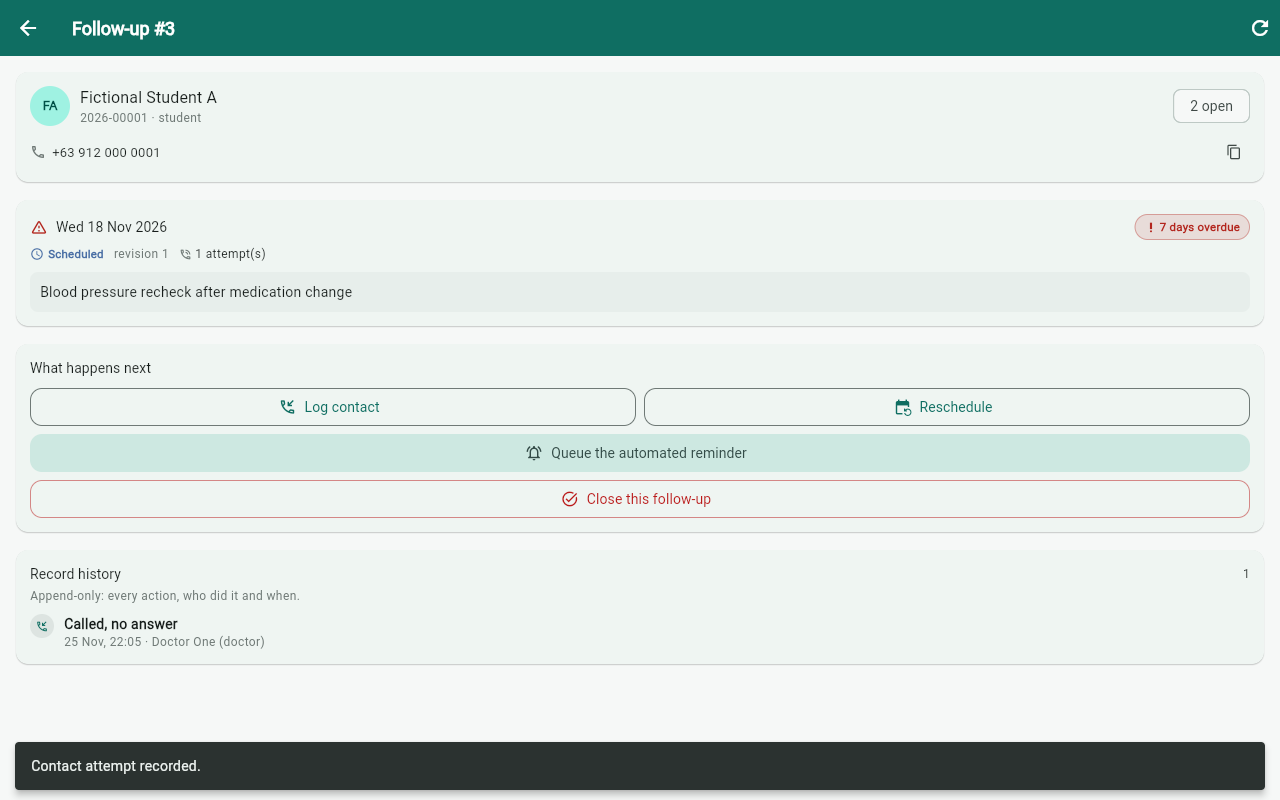 Follow-up #3
FA
Fictional Student A
2026-00001 · student
2 open
+63 912 000 0001
Wed 18 Nov 2026
7 days overdue
Scheduled revision 1 1 attempt(s)
Blood pressure recheck after medication change
What happens next
Log contact
Reschedule
Queue the automated reminder
Close this follow-up
Record history
1
Append-only: every action, who did it and when.
Called, no answer
25 Nov, 22:05 · Doctor One (doctor)
Contact attempt recorded.